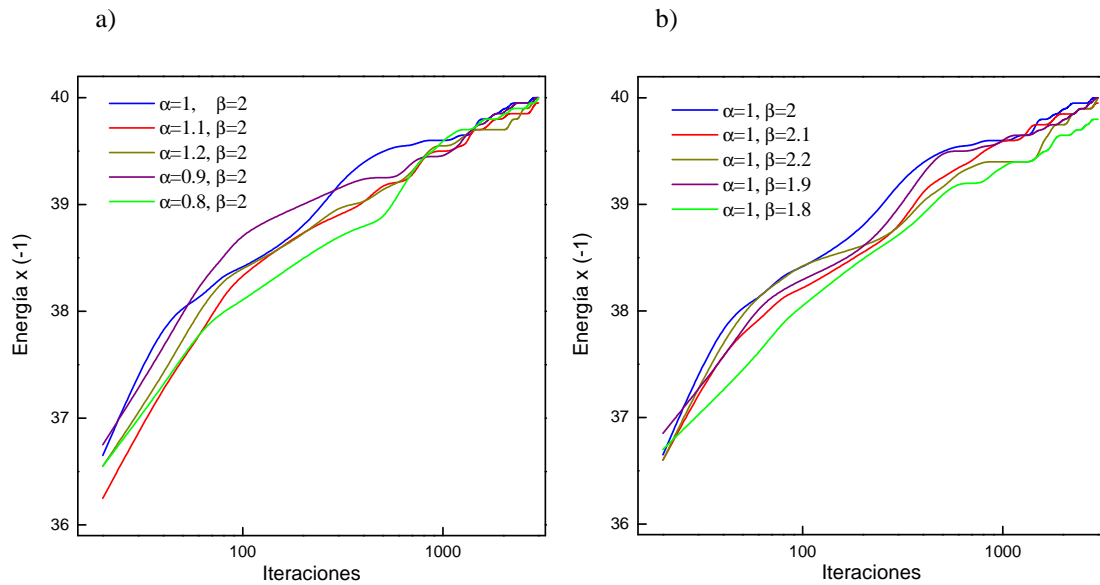 a)
b)
40
39
38
37
36
100
1000
Energía x (-1)
Iteraciones
α=1, β=2
α=1.1, β=2
α=1.2, β=2
α=0.9, β=2
α=0.8, β=2
40
39
38
37
36
100
1000
Energía x (-1)
Iteraciones
α=1, β=2
α=1, β=2.1
α=1, β=2.2
α=1, β=1.9
α=1, β=1.8